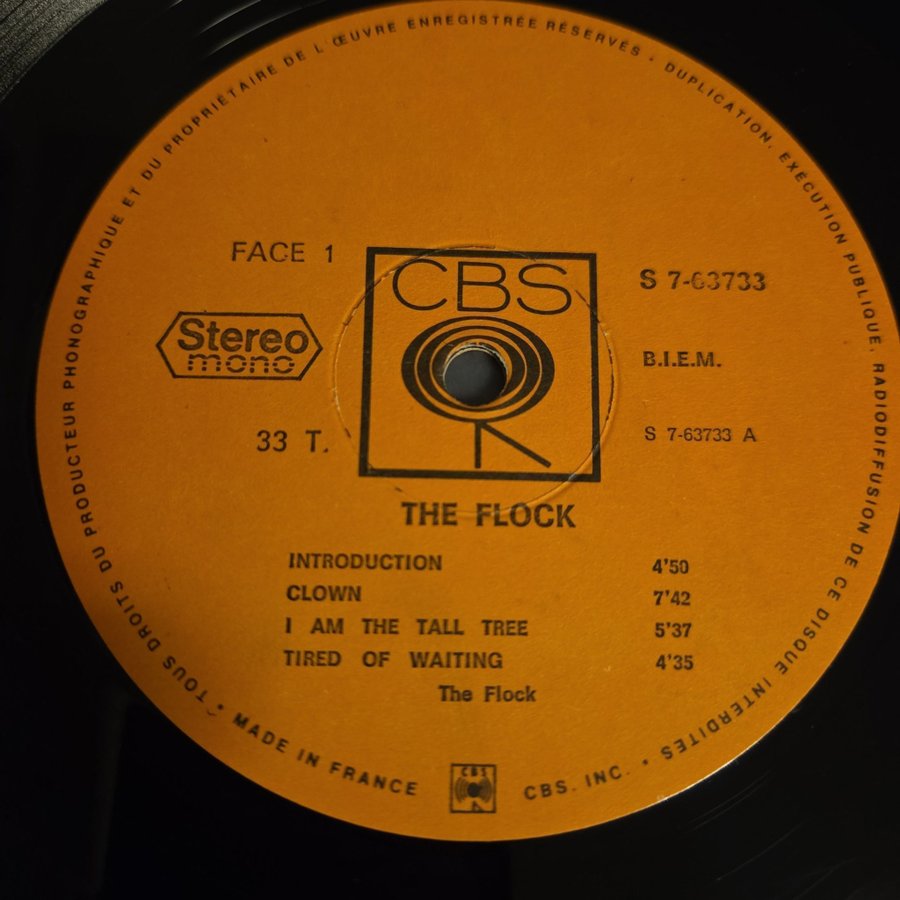 FACE 1
Stereo
mono
33 T.
CBS
S 7-63733
B.I.E.M.
S 7-63733 A
THE FLOCK
INTRODUCTION 4'50
CLOWN 7'42
I AM THE TALL TREE 5'37
TIRED OF WAITING 4'35
The Flock
TOUS DROITS DU PRODUCTEUR PHONOGRAPHIQUE ET DU PROPRIÉTAIRE DE L'ŒUVRE ENREGISTRÉE RÉSERVÉS • DUPLICATION, EXÉCUTION PUBLIQUE, RADIODIFFUSION DE CE DISQUE INTERDITES •
MADE IN FRANCE
CBS
CBS. INC. •